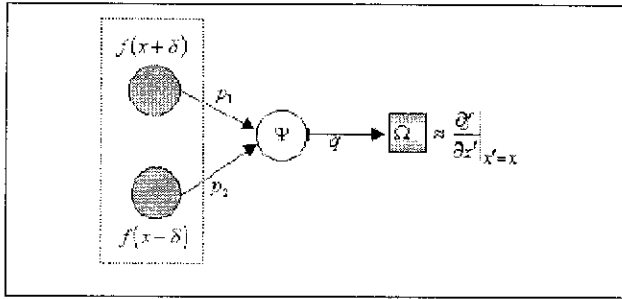 f(x+δ)
p₁
Ψ
Ω ≈ ∂f/∂x'|x'=x
p₂
f(x−δ)